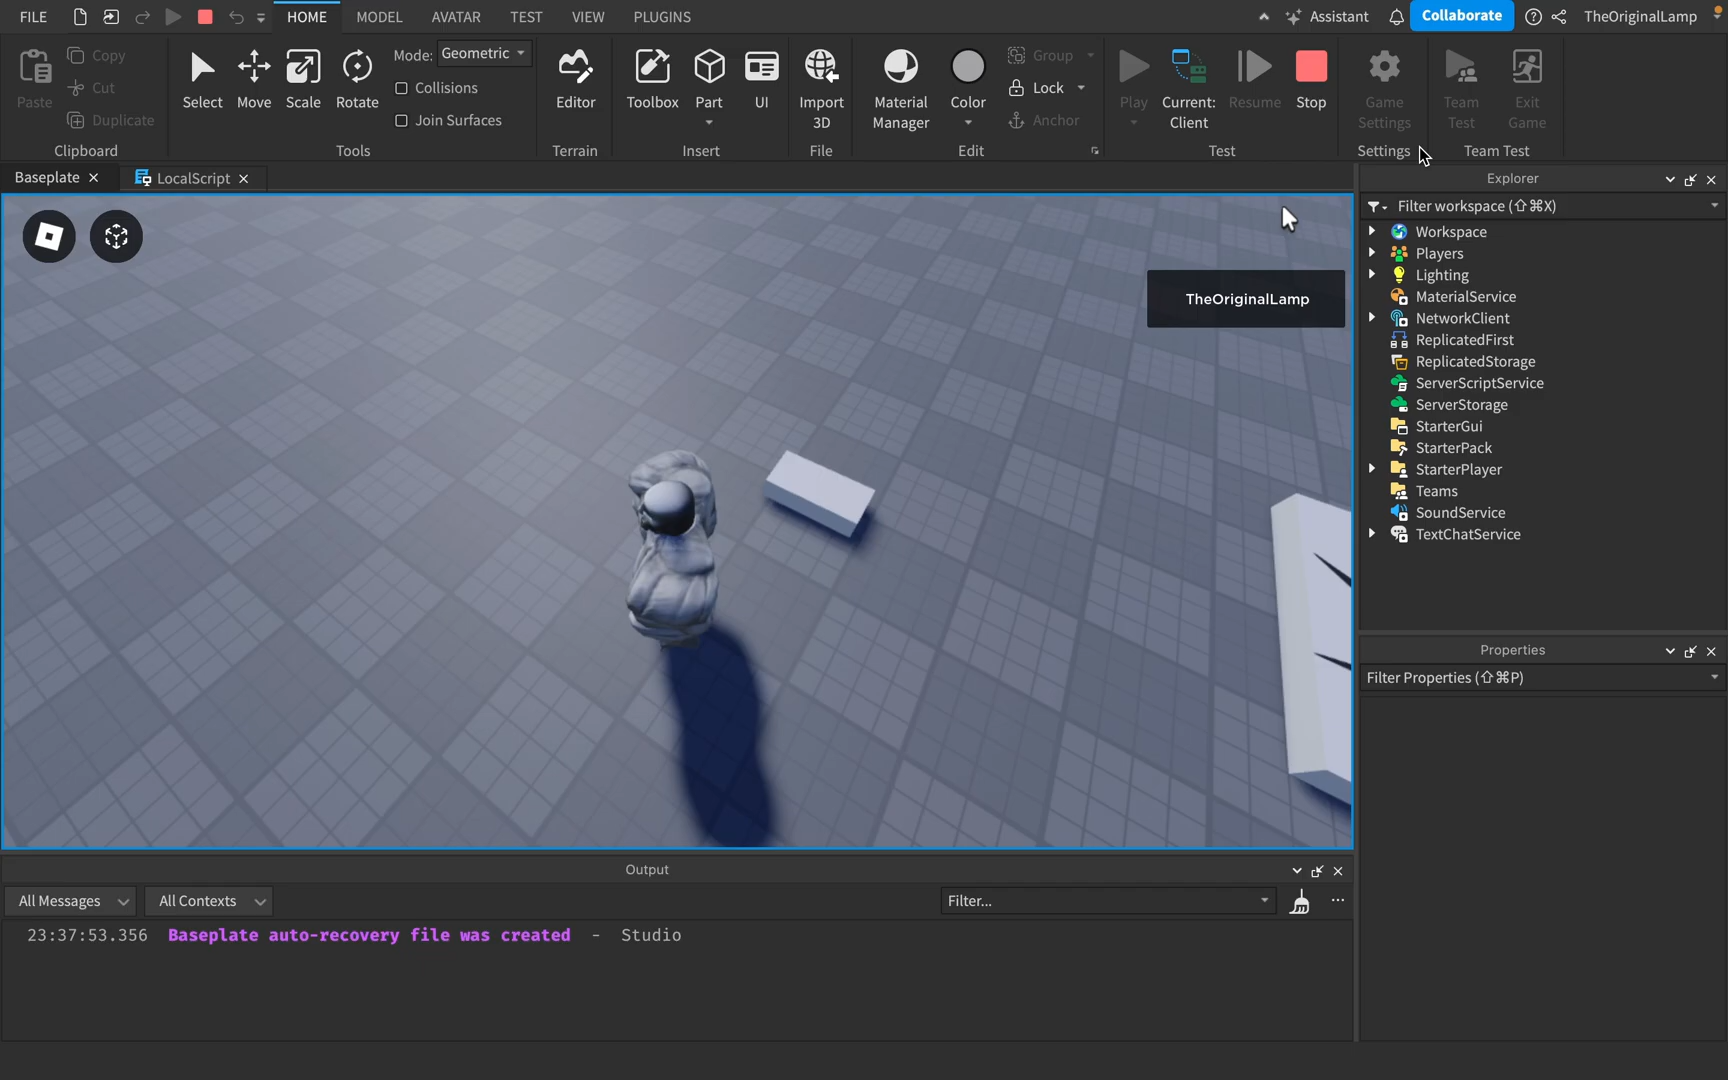 FILE HOME MODEL AVATAR TEST VIEW PLUGINS Assistant Collaborate TheOriginalLamp
Paste Copy Cut Duplicate
Clipboard
Select Move Scale Rotate
Mode: Geometric
Collisions
Join Surfaces
Tools
Editor
Terrain
Toolbox Part UI
Insert
Import
3D
File
Material
Manager
Color
Group
Lock
Anchor
Edit
Play
Current:
Client
Resume
Stop
Test
Game
Settings
Settings
Team
Test
Exit
Game
Team Test
Baseplate LocalScript
TheOriginalLamp
Explorer
Filter workspace (⇧⌘X)
Workspace
Players
Lighting
MaterialService
NetworkClient
ReplicatedFirst
ReplicatedStorage
ServerScriptService
ServerStorage
StarterGui
StarterPack
StarterPlayer
Teams
SoundService
TextChatService
Properties
Filter Properties (⇧⌘P)
Output
All Messages All Contexts Filter...
23:37:53.356 Baseplate auto-recovery file was created - Studio